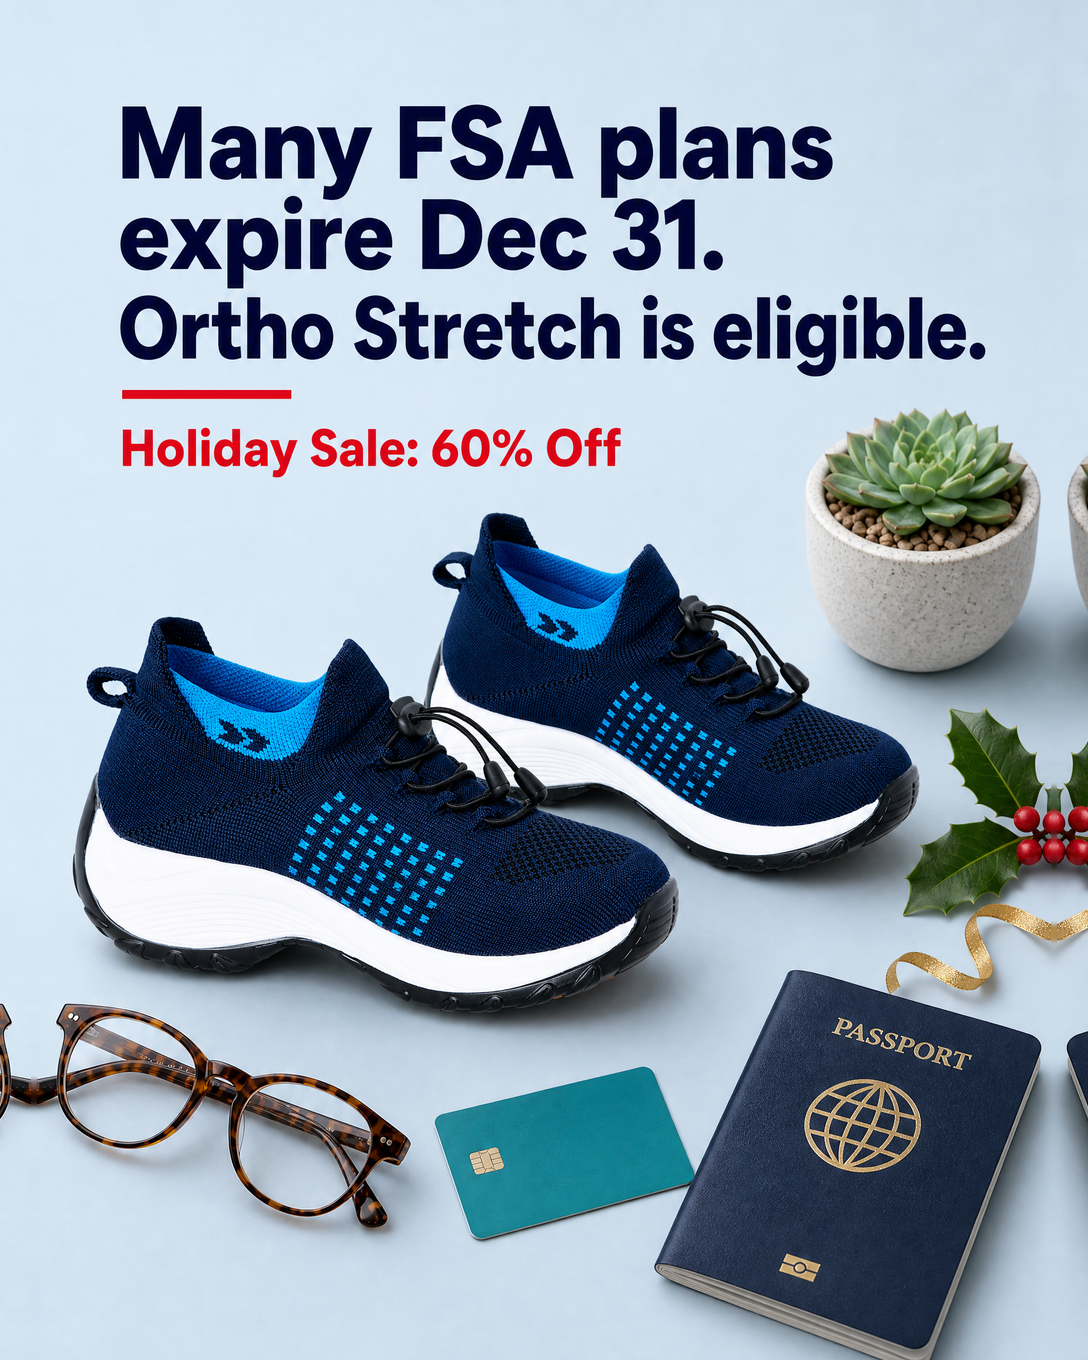 Many FSA plans
expire Dec 31.
Ortho Stretch is eligible.
Holiday Sale: 60% Off
PASSPORT